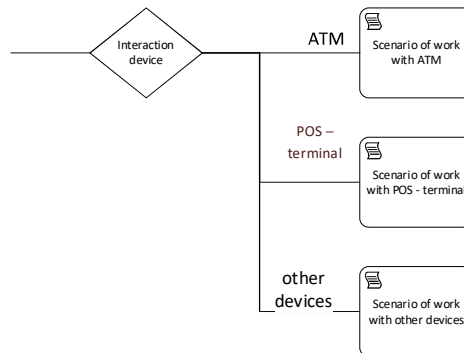 Interaction
device
ATM
Scenario of work
with ATM
POS –
terminal
Scenario of work
with POS - terminal
other
devices
Scenario of work
with other devices